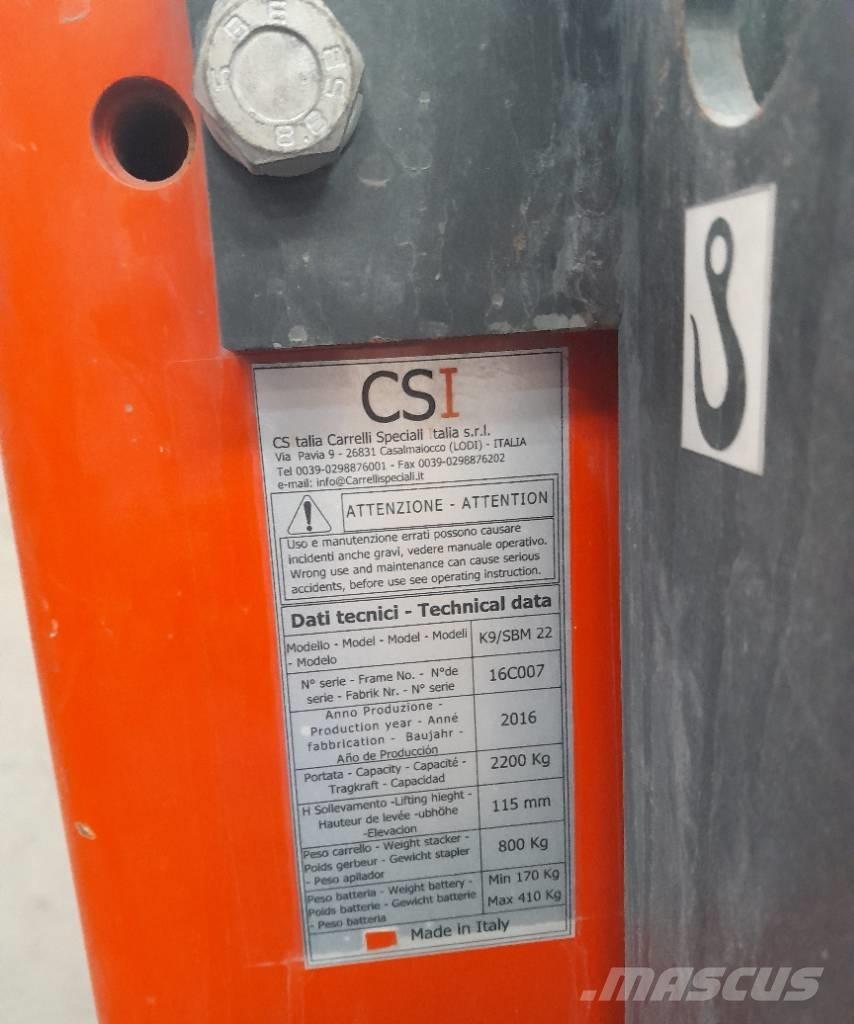 8.8
CSI
CS talia Carrelli Speciali Italia s.r.l.
Via Pavia 9 - 26831 Casalmaiocco (LODI) - ITALIA
Tel 0039-0298876001 - Fax 0039-0298876202
e-mail: info@Carrellispeciali.it
ATTENZIONE - ATTENTION
Uso e manutenzione errati possono causare
incidenti anche gravi, vedere manuale operativo.
Wrong use and maintenance can cause serious
accidents, before use see operating instruction.
Dati tecnici - Technical data
Modello - Model - Model - Modell
- Modelo
K9/SBM 22
N° serie - Frame No. - N°de
serie - Fabrik Nr. - N° serie
16C007
Anno Produzione -
Production year - Anné
fabbrication - Baujahr -
Año de Producción
2016
Portata - Capacity - Capacité -
Tragkraft - Capacidad
2200 Kg
H Sollevamento -Lifting hieght -
Hauteur de levée -ubhöhe
-Elevacion
115 mm
Peso carrello - Weight stacker -
Poids gerbeur - Gewicht stapler
- Peso apilador
800 Kg
Peso batteria - Weight battery -
Poids batterie - Gewicht batterie
- Peso batteria
Min 170 Kg
Max 410 Kg
Made in Italy
MASCUS